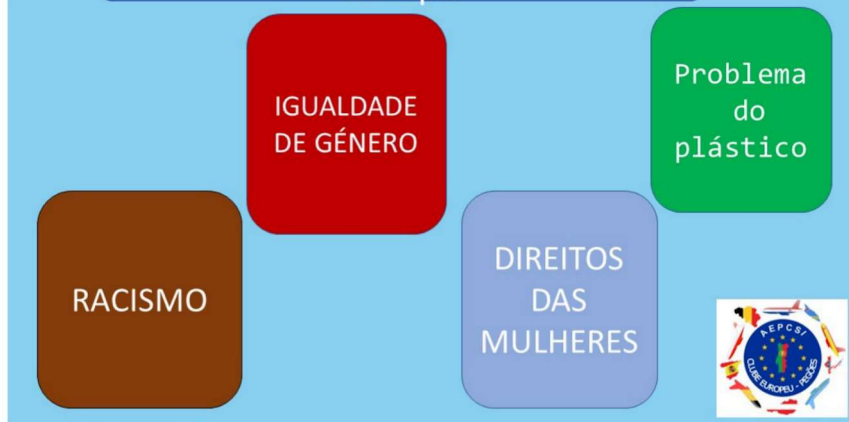 IGUALDADE
DE GÉNERO
Problema
do
plástico
RACISMO
DIREITOS
DAS
MULHERES
AEPCSI
CLUBE EUROPEU - PEGÕES